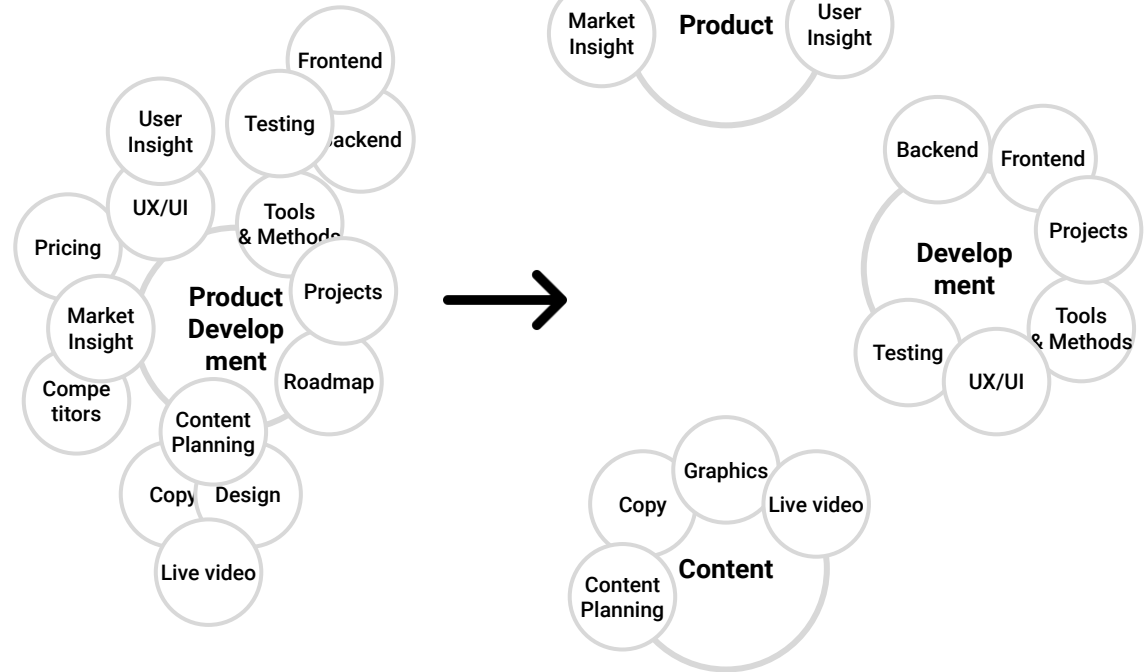 Frontend
Testing
ackend
User
Insight
UX/UI
Tools
& Methods
Pricing
Projects
Product
Develop
ment
Market
Insight
Roadmap
Compe
titors
Content
Planning
Copy
Design
Live video
Market
Insight
Product
User
Insight
Backend
Frontend
Projects
Develop
ment
Tools
& Methods
Testing
UX/UI
Graphics
Copy
Live video
Content
Content
Planning